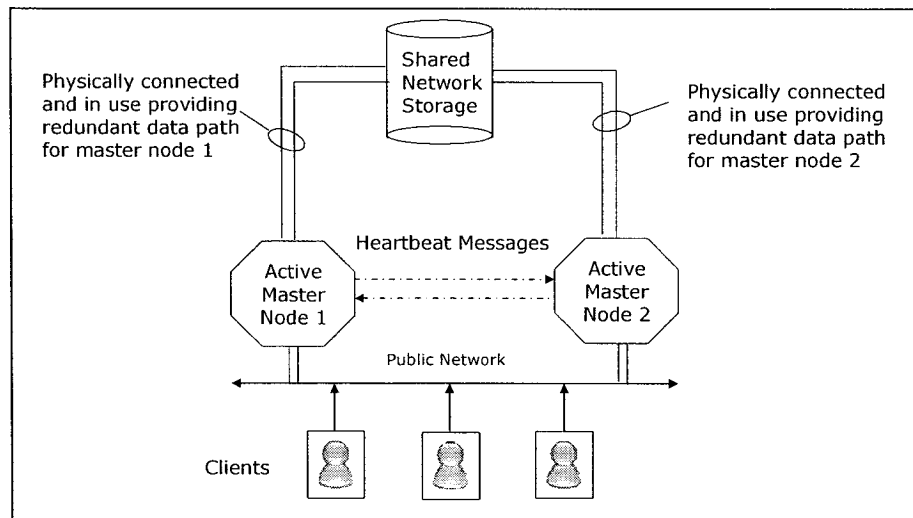 Shared
Network
Storage
Physically connected
and in use providing
redundant data path
for master node 1
Physically connected
and in use providing
redundant data path
for master node 2
Heartbeat Messages
Active
Master
Node 1
Active
Master
Node 2
Public Network
Clients